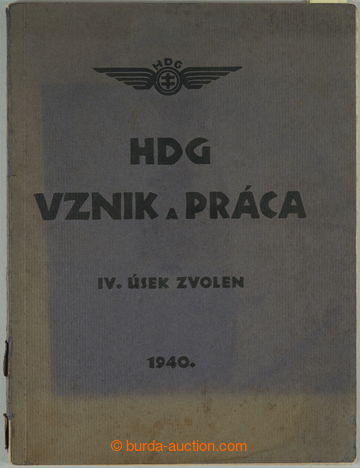 HDG
HDG
VZNIK A PRÁCA
IV. ÚSEK ZVOLEN
1940.
© burda-auction.com